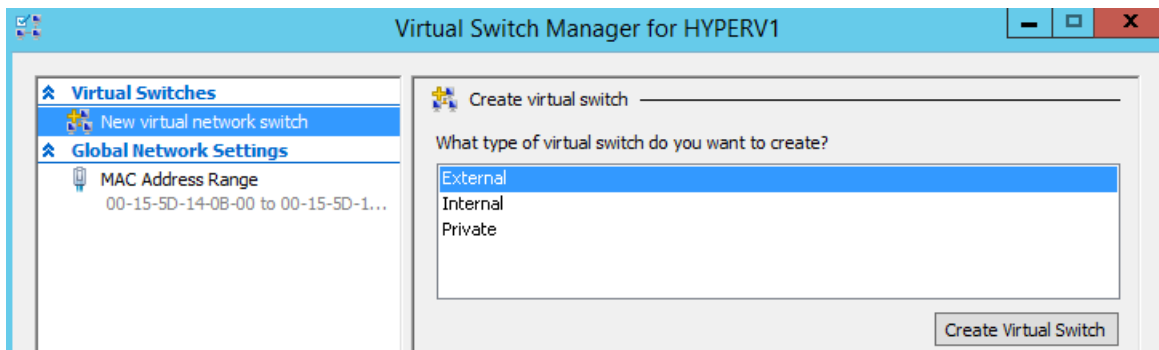 Virtual Switch Manager for HYPERV1
Virtual Switches
New virtual network switch
Global Network Settings
MAC Address Range
00-15-5D-14-0B-00 to 00-15-5D-1...
Create virtual switch
What type of virtual switch do you want to create?
External
Internal
Private
Create Virtual Switch